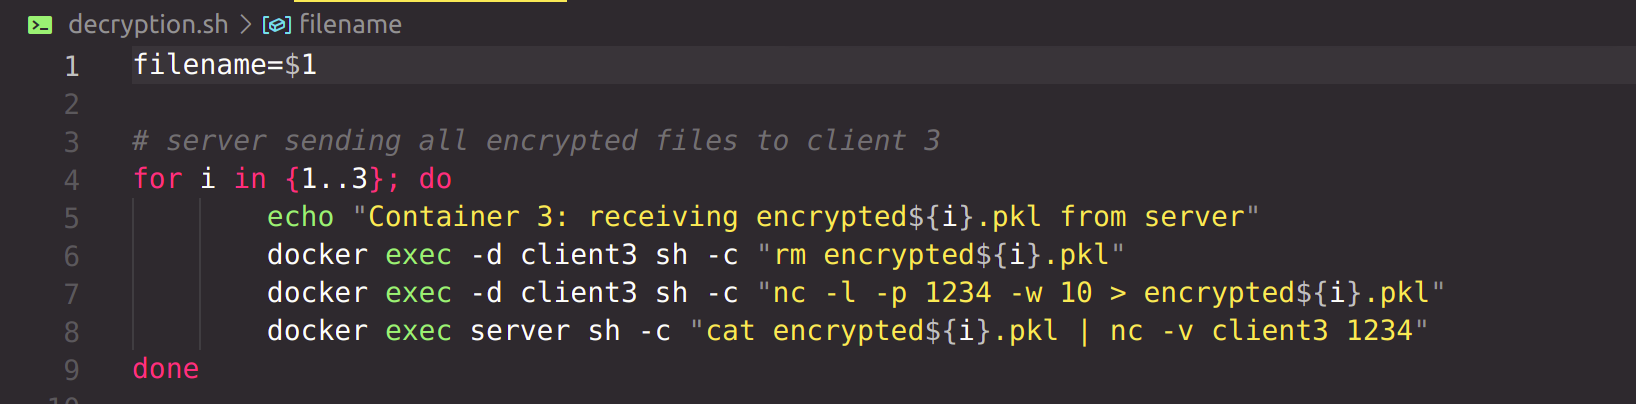 decryption.sh > filename
1 filename=$1
2
3 # server sending all encrypted files to client 3
4 for i in {1..3}; do
5 echo "Container 3: receiving encrypted${i}.pkl from server"
6 docker exec -d client3 sh -c "rm encrypted${i}.pkl"
7 docker exec -d client3 sh -c "nc -l -p 1234 -w 10 > encrypted${i}.pkl"
8 docker exec server sh -c "cat encrypted${i}.pkl | nc -v client3 1234"
9 done
10